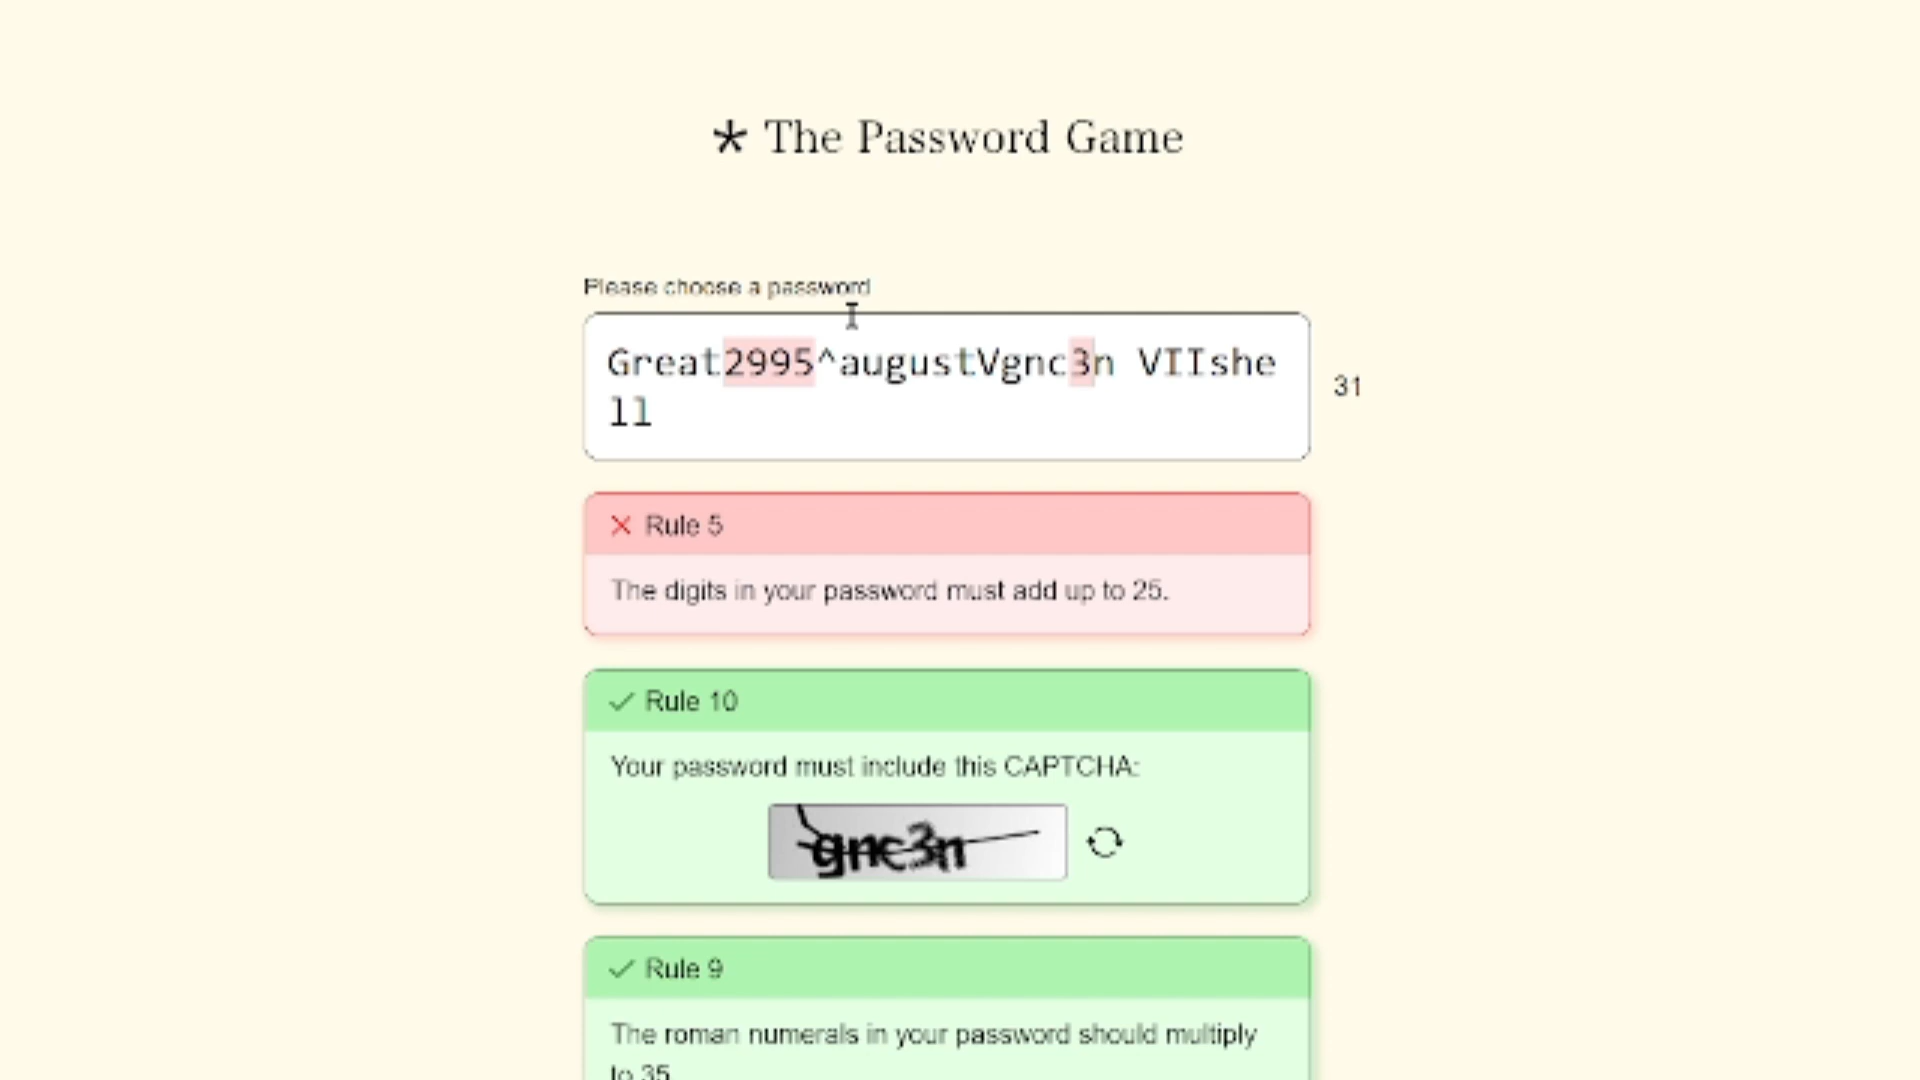 * The Password Game
Please choose a password
Great2995^augustVgnc3n VIIshe
ll
31
Rule 5
The digits in your password must add up to 25.
Rule 10
Your password must include this CAPTCHA:
gnc3n
Rule 9
The roman numerals in your password should multiply
to 35.